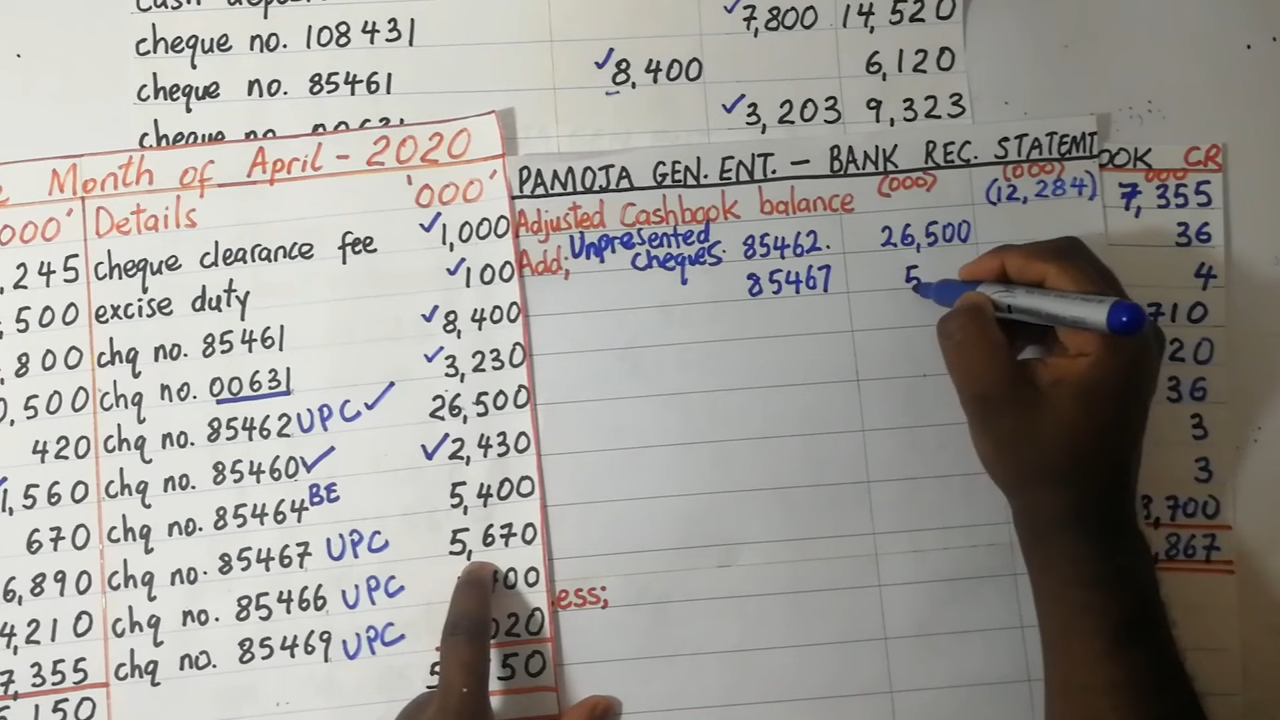 7,800 14,520
cheque no. 108431
cheque no. 85461 ✓8,400 6,120
✓3,203 9,323
Month of April - 2020
'000'
Details
cheque clearance fee ✓1,000
excise duty ✓100
chq no. 85461 ✓8,400
chq no. 00631 ✓3,230
chq no. 85462 UPC✓ 26,500
chq no. 85460✓ ✓2,430
chq no. 85464 BE 5,400
chq no. 85467 UPC 5,670
chq no. 85466 UPC
chq no. 85469 UPC
245
500
800
500
420
1,560
670
6,890
4,210
7,355
150
PAMOJA GEN. ENT. - BANK REC. STATEMT
(000) (000)
Adjusted Cashbook balance (12,284)
Add; Unpresented cheques. 85462. 26,500
85467 5
ess;
OOK CR
000
7,355
36
4
710
20
36
3
3
3,700
,867